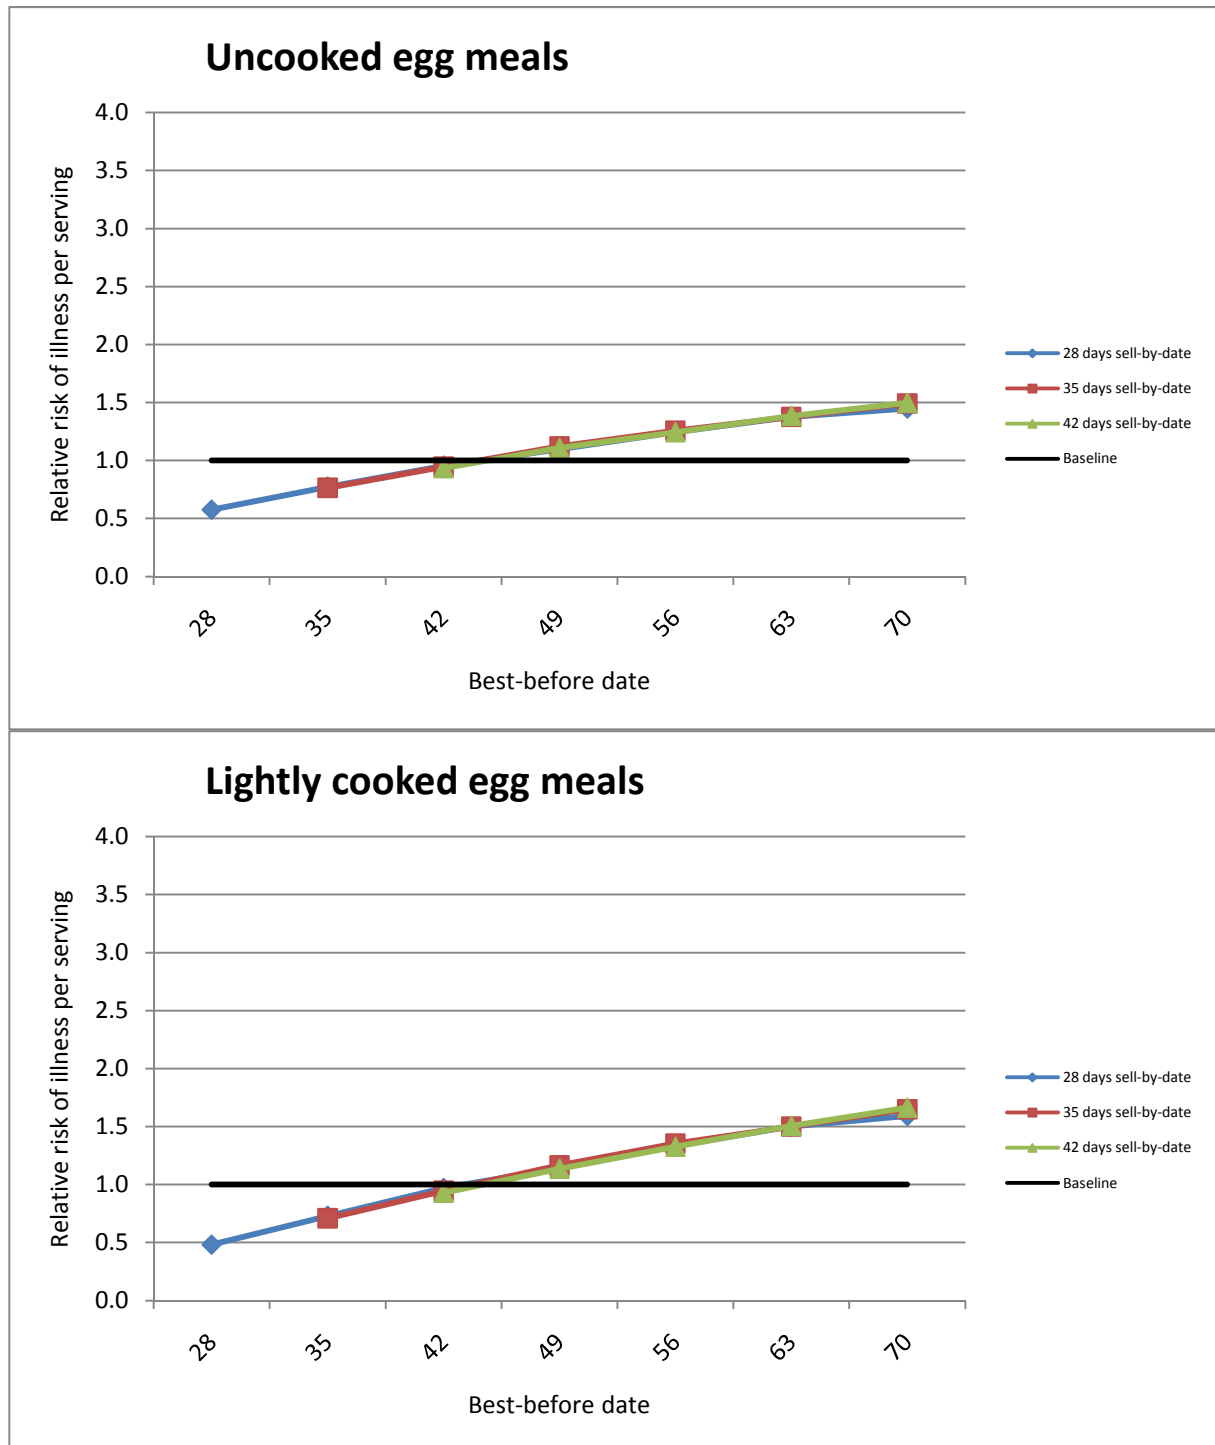 Uncooked egg meals
4.0
3.5
3.0
2.5
2.0
1.5
1.0
0.5
0.0
Relative risk of illness per serving
28 35 42 49 56 63 70
Best-before date
28 days sell-by-date
35 days sell-by-date
42 days sell-by-date
Baseline
Lightly cooked egg meals
4.0
3.5
3.0
2.5
2.0
1.5
1.0
0.5
0.0
Relative risk of illness per serving
28 35 42 49 56 63 70
Best-before date
28 days sell-by-date
35 days sell-by-date
42 days sell-by-date
Baseline